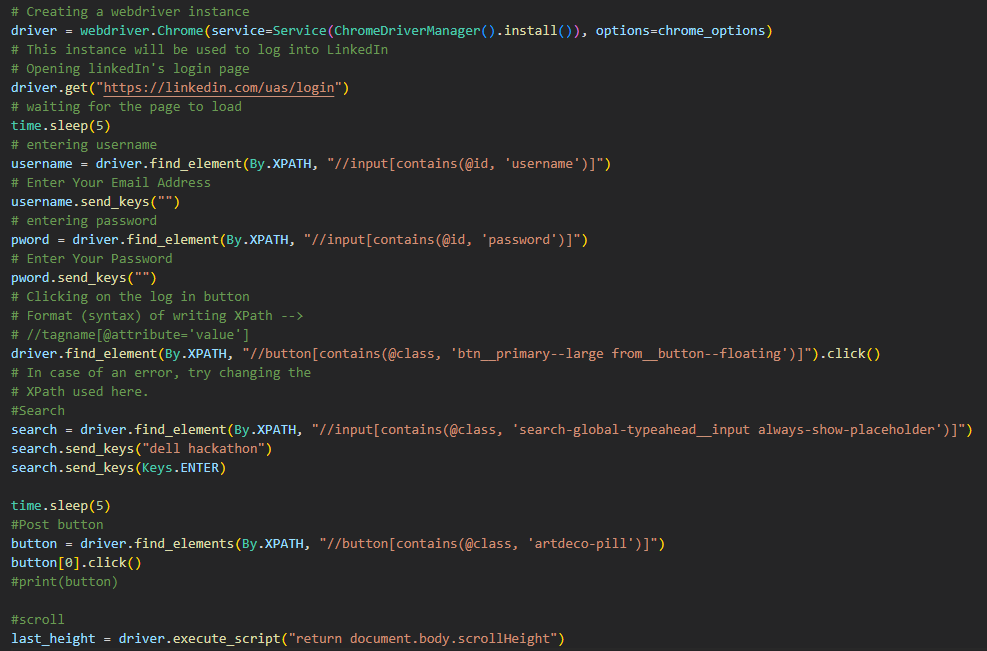 # Creating a webdriver instance
driver = webdriver.Chrome(service=Service(ChromeDriverManager().install()), options=chrome_options)
# This instance will be used to log into LinkedIn
# Opening linkedIn's login page
driver.get("https://linkedin.com/uas/login")
# waiting for the page to load
time.sleep(5)
# entering username
username = driver.find_element(By.XPATH, "//input[contains(@id, 'username')]")
# Enter Your Email Address
username.send_keys("")
# entering password
pword = driver.find_element(By.XPATH, "//input[contains(@id, 'password')]")
# Enter Your Password
pword.send_keys("")
# Clicking on the log in button
# Format (syntax) of writing XPath -->
# //tagname[@attribute='value']
driver.find_element(By.XPATH, "//button[contains(@class, 'btn__primary--large from__button--floating')]").click()
# In case of an error, try changing the
# XPath used here.
#Search
search = driver.find_element(By.XPATH, "//input[contains(@class, 'search-global-typeahead__input always-show-placeholder')]")
search.send_keys("dell hackathon")
search.send_keys(Keys.ENTER)
time.sleep(5)
#Post button
button = driver.find_elements(By.XPATH, "//button[contains(@class, 'artdeco-pill')]")
button[0].click()
#print(button)
#scroll
last_height = driver.execute_script("return document.body.scrollHeight")